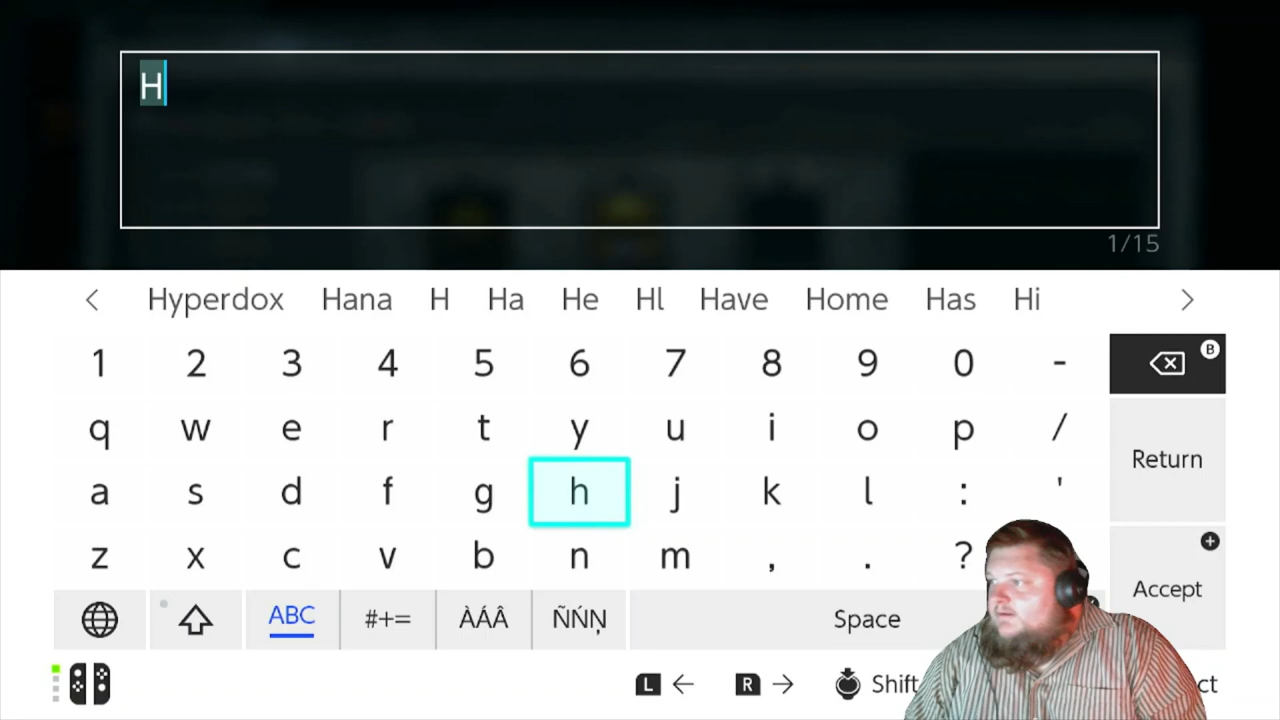 H
1/15
Hyperdox Hana H Ha He Hl Have Home Has Hi
1 2 3 4 5 6 7 8 9 0 - B
q w e r t y u i o p /
Return
a s d f g h j k l : '
z x c v b n m , . ? +
Accept
ABC #+= ÀÁÂ ÑŃŅ Space
L ← R → Shift ct